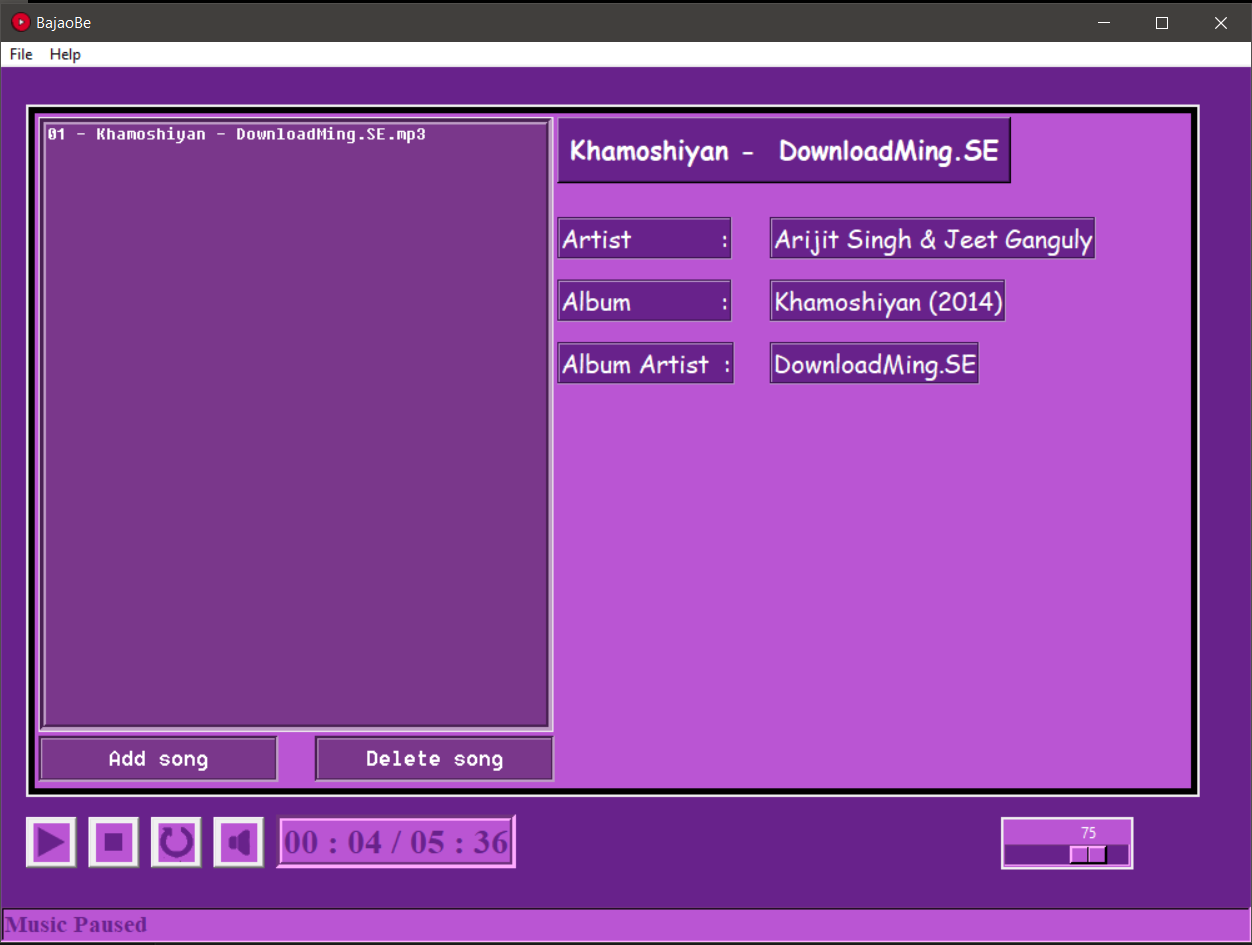 BajaoBe
File Help
01 - Khamoshiyan - DownloadMing.SE.mp3
Khamoshiyan - DownloadMing.SE
Artist : Arijit Singh & Jeet Ganguly
Album : Khamoshiyan (2014)
Album Artist : DownloadMing.SE
Add song Delete song
00 : 04 / 05 : 36
75
Music Paused